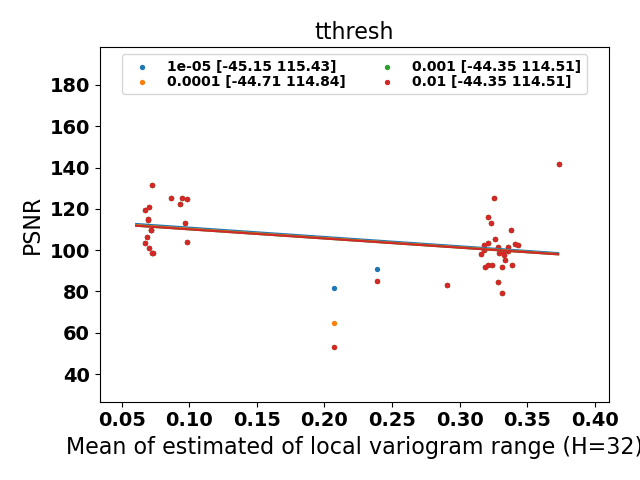 tthresh
1e-05 [-45.15 115.43]
0.0001 [-44.71 114.84]
0.001 [-44.35 114.51]
0.01 [-44.35 114.51]
PSNR
180
160
140
120
100
80
60
40
0.05 0.10 0.15 0.20 0.25 0.30 0.35 0.40
Mean of estimated of local variogram range (H=32)